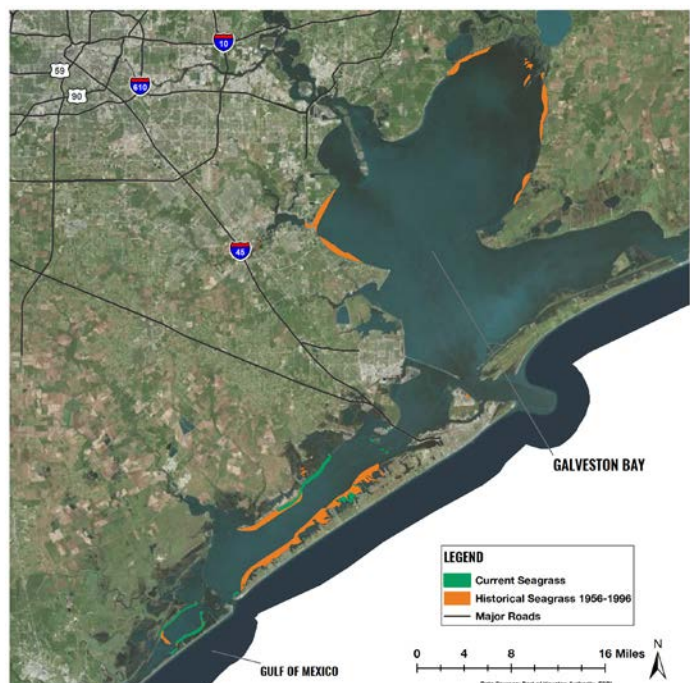 10
59
610
90
45
GALVESTON BAY
LEGEND
Current Seagrass
Historical Seagrass 1956-1996
Major Roads
0 4 8 16 Miles
N
GULF OF MEXICO